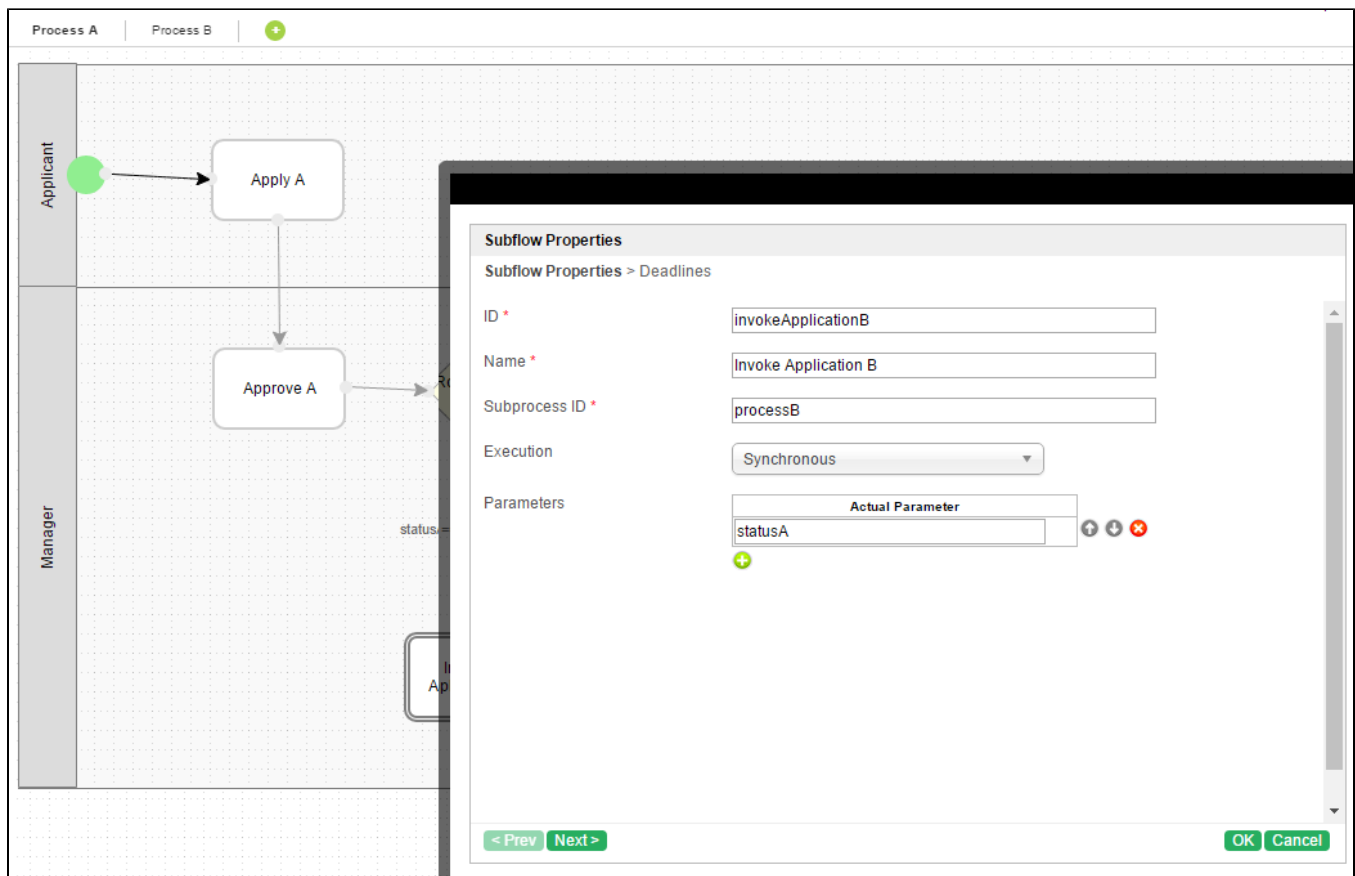 Process A
Process B
Applicant
Apply A
Subflow Properties
Subflow Properties > Deadlines
ID *
invokeApplicationB
Name *
Invoke Application B
Approve A
Subprocess ID *
processB
Execution
Synchronous
Parameters
Actual Parameter
statusA
Manager
< Prev
Next >
OK
Cancel